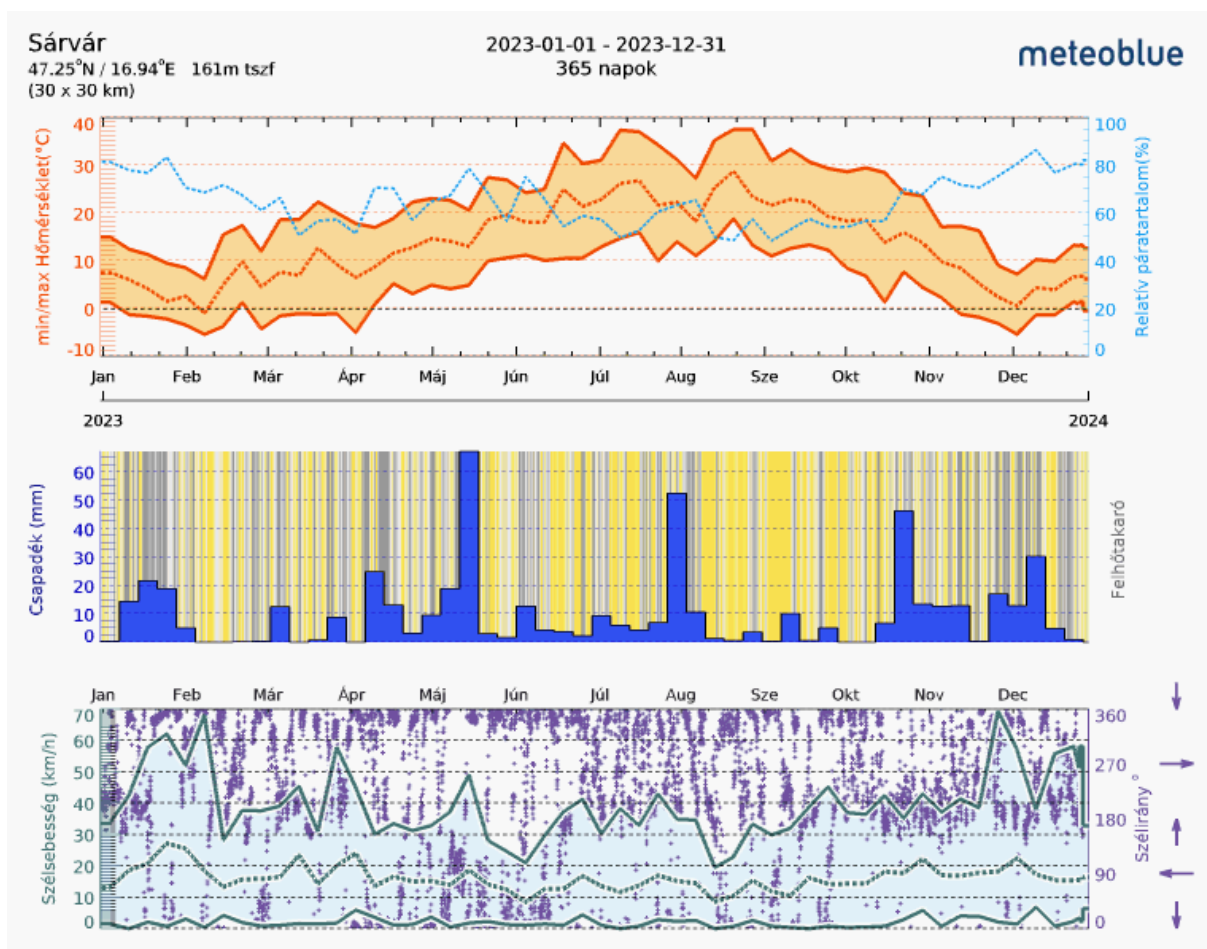 Sárvár
47.25°N / 16.94°E 161m tszf
(30 x 30 km)
2023-01-01 - 2023-12-31
365 napok
meteoblue
min/max Hőmérséklet(°C)
40
30
20
10
0
-10
Relatív páratartalom(%)
100
80
60
40
20
0
Jan Feb Már Ápr Máj Jún Júl Aug Sze Okt Nov Dec
2023 2024
Csapadék (mm)
60
50
40
30
20
10
0
Felhőtakaró
Jan Feb Már Ápr Máj Jún Júl Aug Sze Okt Nov Dec
Szélsebesség (km/h)
70
60
50
40
30
20
10
0
Szélirány °
360
270
180
90
0